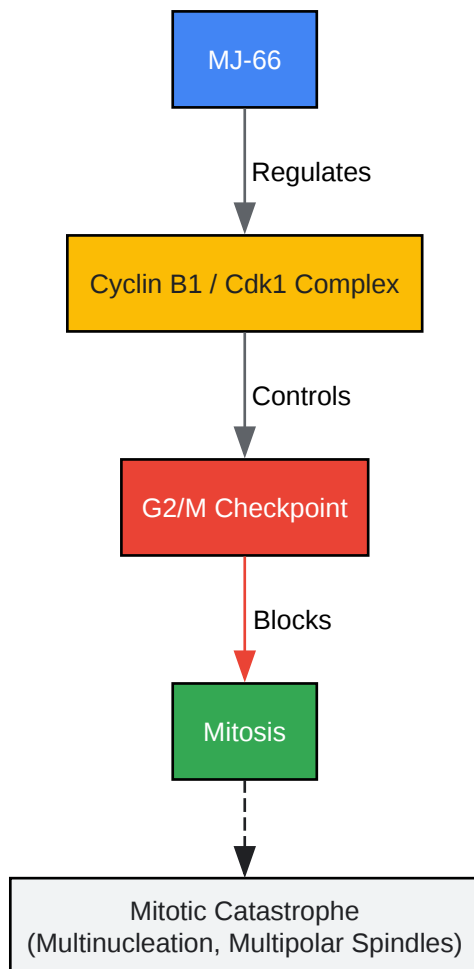 MJ-66
Regulates
Cyclin B1 / Cdk1 Complex
Controls
G2/M Checkpoint
Blocks
Mitosis
Mitotic Catastrophe
(Multinucleation, Multipolar Spindles)